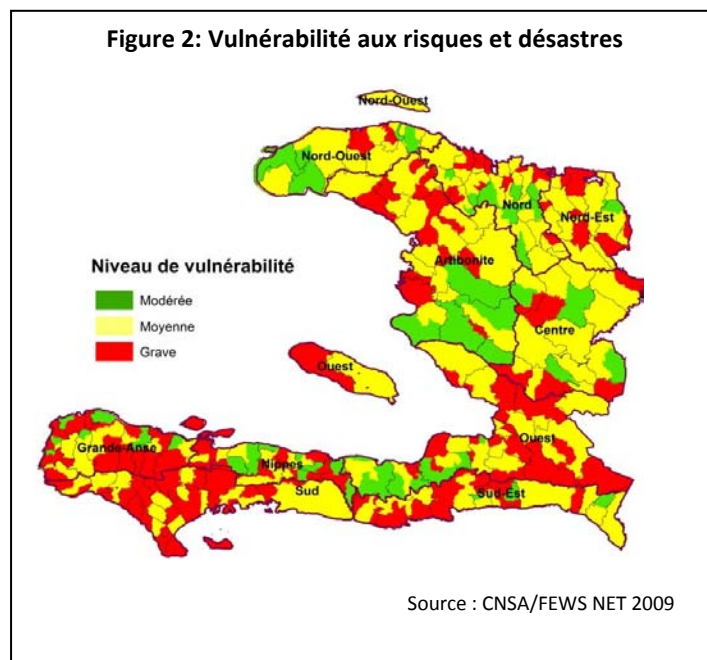 Figure 2: Vulnérabilité aux risques et désastres
Nord-Ouest
Nord-Ouest
Nord
Nord-Est
Niveau de vulnérabilité
Artibonite
Modérée
Moyenne
Centre
Grave
Ouest
Ouest
Grande-Anse
Nippes
Sud
Sud-Est
Source : CNSA/FEWS NET 2009